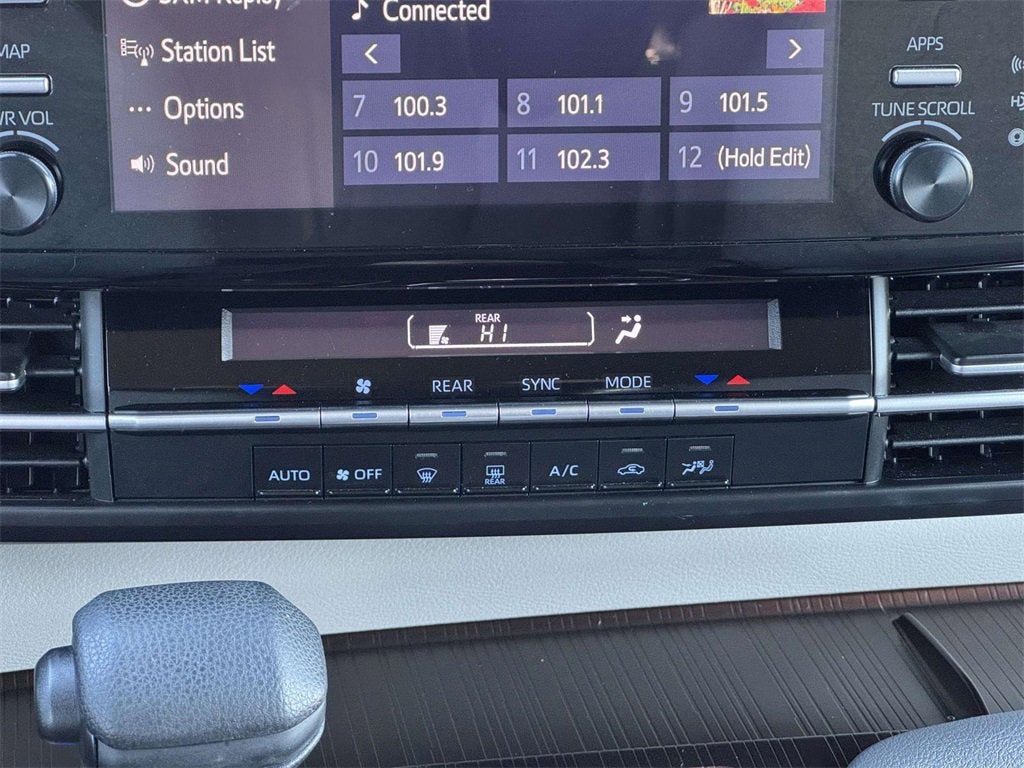 Connected
MAP
Station List
APPS
Options
7 100.3 8 101.1 9 101.5
TUNE SCROLL
Sound
10 101.9 11 102.3 12 (Hold Edit)
REAR
HI
REAR SYNC MODE
AUTO OFF REAR A/C